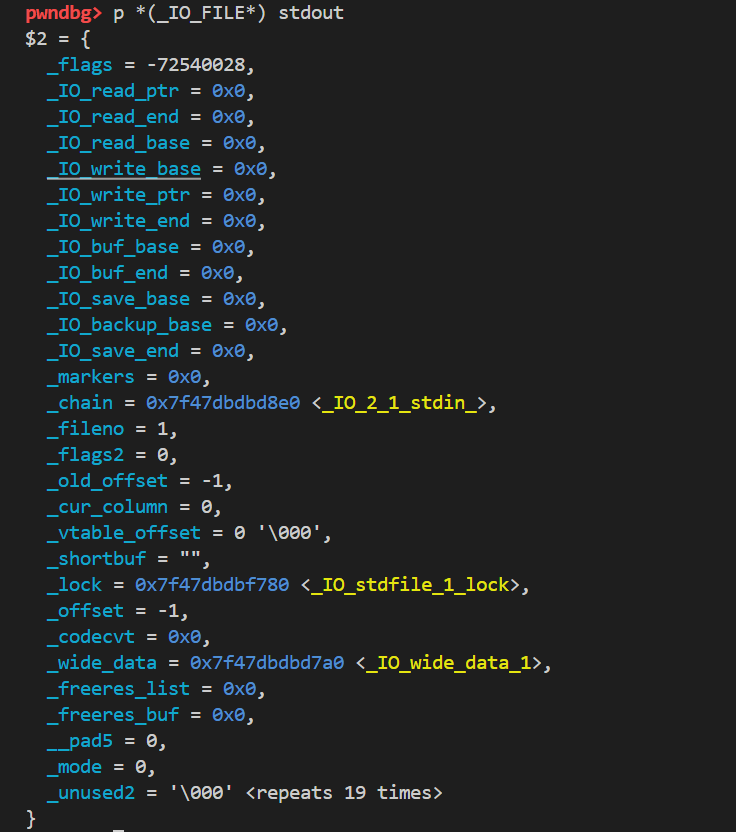 pwndbg> p *(_IO_FILE*) stdout
$2 = {
  _flags = -72540028,
  _IO_read_ptr = 0x0,
  _IO_read_end = 0x0,
  _IO_read_base = 0x0,
  _IO_write_base = 0x0,
  _IO_write_ptr = 0x0,
  _IO_write_end = 0x0,
  _IO_buf_base = 0x0,
  _IO_buf_end = 0x0,
  _IO_save_base = 0x0,
  _IO_backup_base = 0x0,
  _IO_save_end = 0x0,
  _markers = 0x0,
  _chain = 0x7f47dbdbd8e0 <_IO_2_1_stdin_>,
  _fileno = 1,
  _flags2 = 0,
  _old_offset = -1,
  _cur_column = 0,
  _vtable_offset = 0 '\000',
  _shortbuf = "",
  _lock = 0x7f47dbdbf780 <_IO_stdfile_1_lock>,
  _offset = -1,
  _codecvt = 0x0,
  _wide_data = 0x7f47dbdbd7a0 <_IO_wide_data_1>,
  _freeres_list = 0x0,
  _freeres_buf = 0x0,
  __pad5 = 0,
  _mode = 0,
  _unused2 = '\000' <repeats 19 times>
}